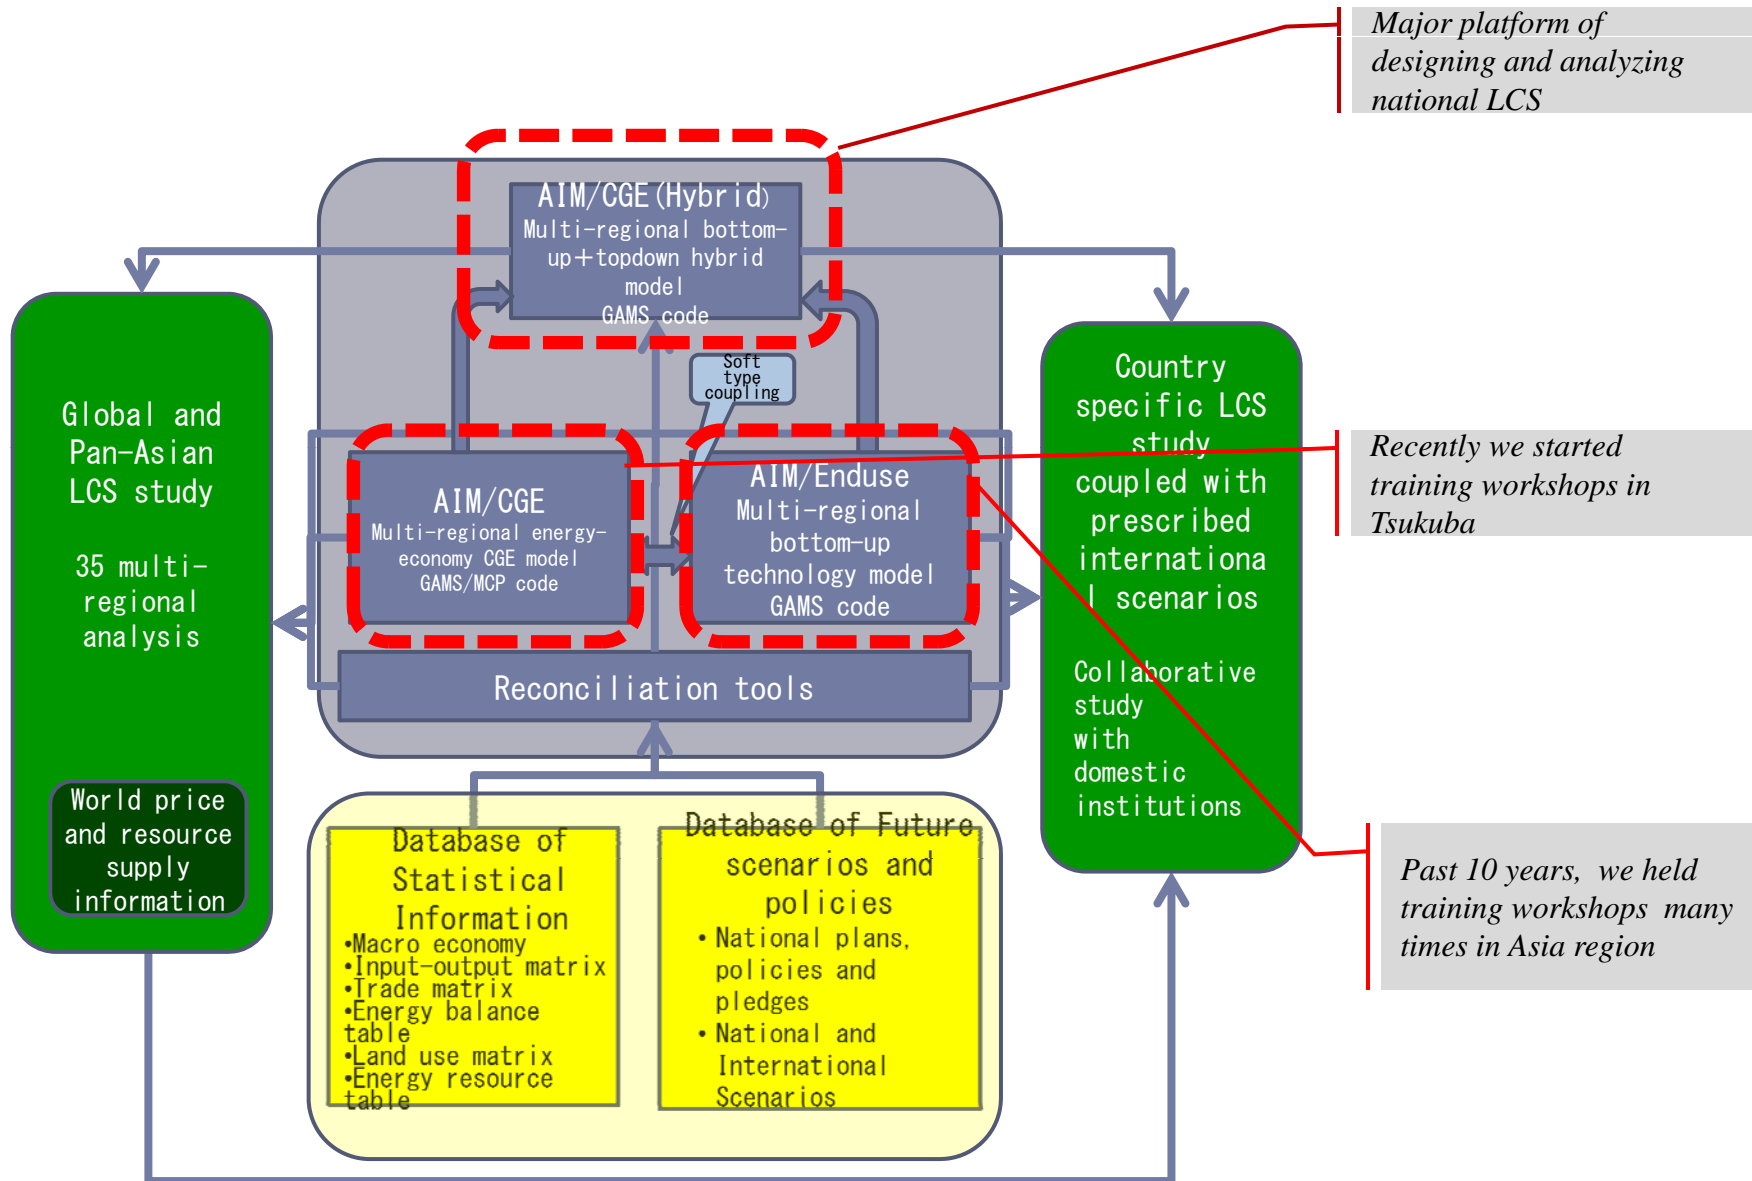 Major platform of
designing and analyzing
national LCS
AIM/CGE(Hybrid)
Multi-regional bottom-
up+topdown hybrid
model
GAMS code
Soft
type
coupling
Global and
Pan-Asian
LCS study
35 multi-
regional
analysis
World price
and resource
supply
information
AIM/CGE
Multi-regional energy-
economy CGE model
GAMS/MCP code
AIM/Enduse
Multi-regional
bottom-up
technology model
GAMS code
Reconciliation tools
Country
specific LCS
study
coupled with
prescribed
internationa
l scenarios
Collaborative
study
with
domestic
institutions
Recently we started
training workshops in
Tsukuba
Past 10 years, we held
training workshops many
times in Asia region
Database of
Statistical
Information
•Macro economy
•Input-output matrix
•Trade matrix
•Energy balance
table
•Land use matrix
•Energy resource
table
Database of Future
scenarios and
policies
• National plans,
policies and
pledges
• National and
International
Scenarios